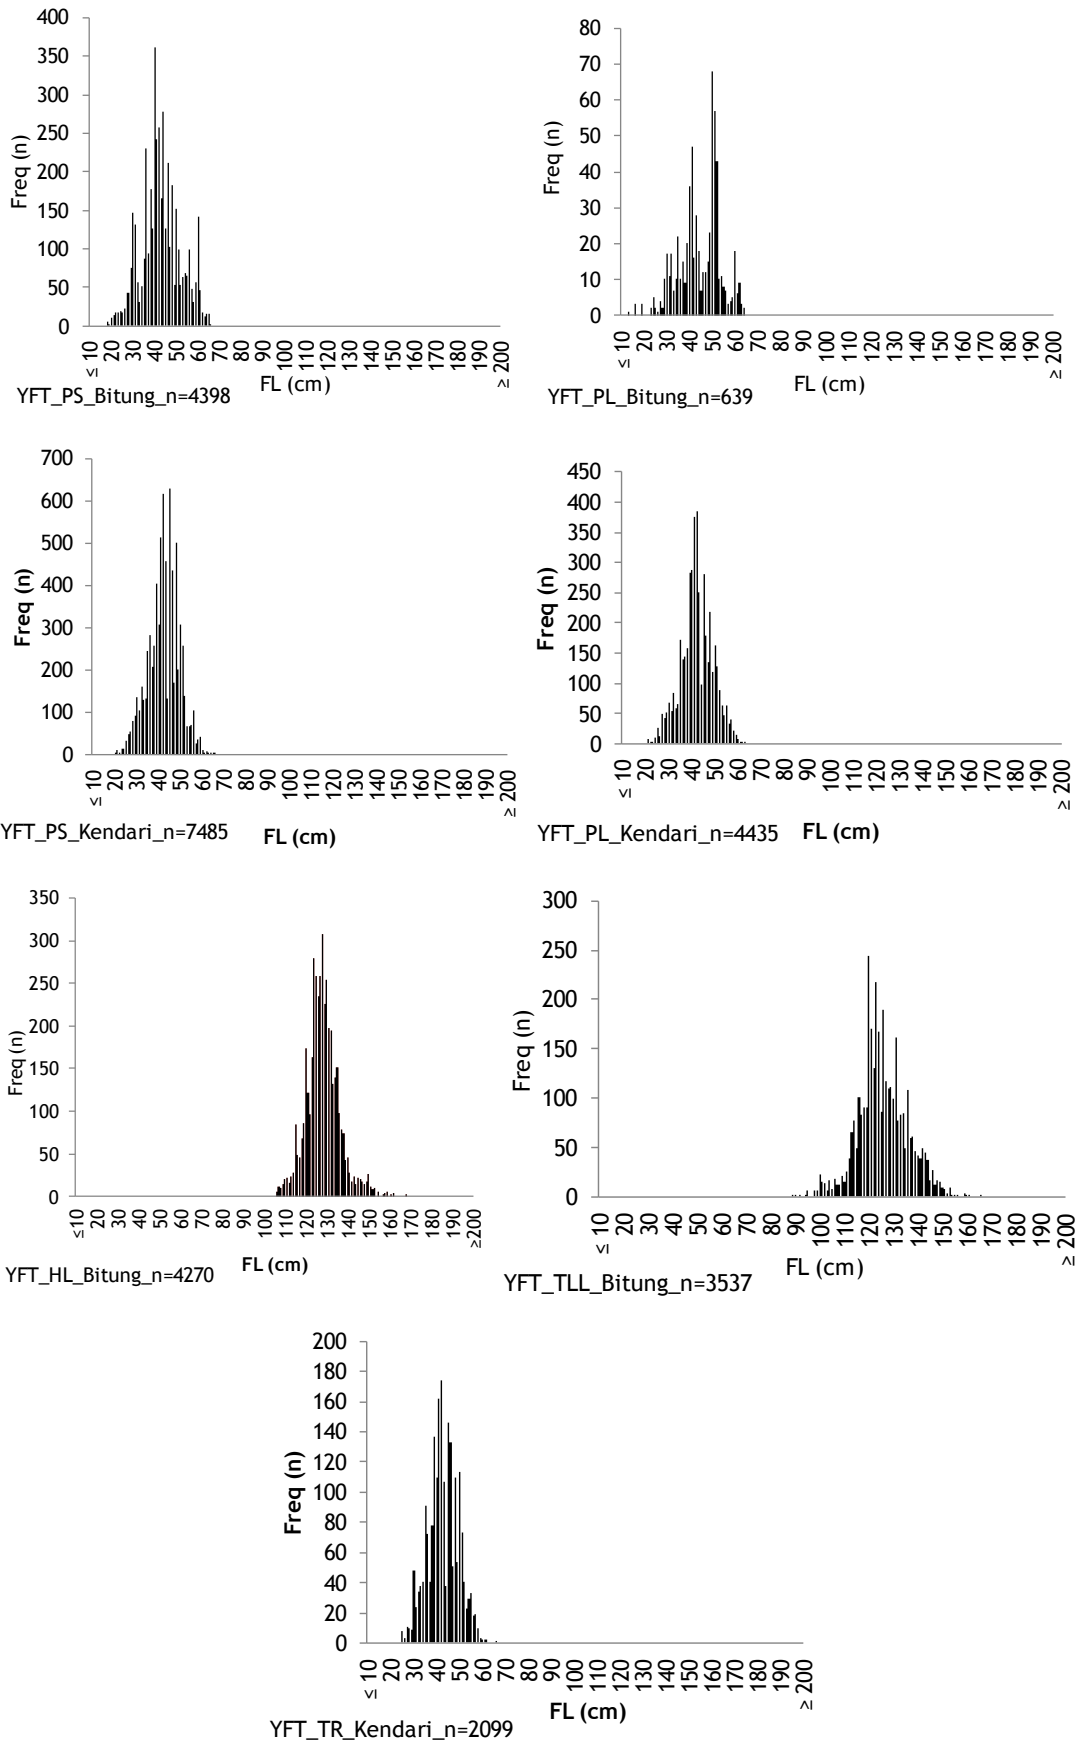 400
350
300
250
200
150
100
50
0
Freq (n)
≤ 10 20 30 40 50 60 70 80 90 100 110 120 130 140 150 160 170 180 190 ≥ 200
FL (cm)
YFT_PS_Bitung_n=4398
80
70
60
50
40
30
20
10
0
Freq (n)
≤ 10 20 30 40 50 60 70 80 90 100 110 120 130 140 150 160 170 180 190 ≥ 200
FL (cm)
YFT_PL_Bitung_n=639
700
600
500
400
300
200
100
0
Freq (n)
≤ 10 20 30 40 50 60 70 80 90 100 110 120 130 140 150 160 170 180 190 ≥ 200
YFT_PS_Kendari_n=7485 FL (cm)
450
400
350
300
250
200
150
100
50
0
Freq (n)
≤ 10 20 30 40 50 60 70 80 90 100 110 120 130 140 150 160 170 180 190 ≥ 200
YFT_PL_Kendari_n=4435 FL (cm)
350
300
250
200
150
100
50
0
Freq (n)
≤10 20 30 40 50 60 70 80 90 100 110 120 130 140 150 160 170 180 190 ≥200
FL (cm)
YFT_HL_Bitung_n=4270
300
250
200
150
100
50
0
Freq (n)
≤ 10 20 30 40 50 60 70 80 90 100 110 120 130 140 150 160 170 180 190 ≥ 200
FL (cm)
YFT_TLL_Bitung_n=3537
200
180
160
140
120
100
80
60
40
20
0
Freq (n)
≤ 10 20 30 40 50 60 70 80 90 100 110 120 130 140 150 160 170 180 190 ≥ 200
FL (cm)
YFT_TR_Kendari_n=2099